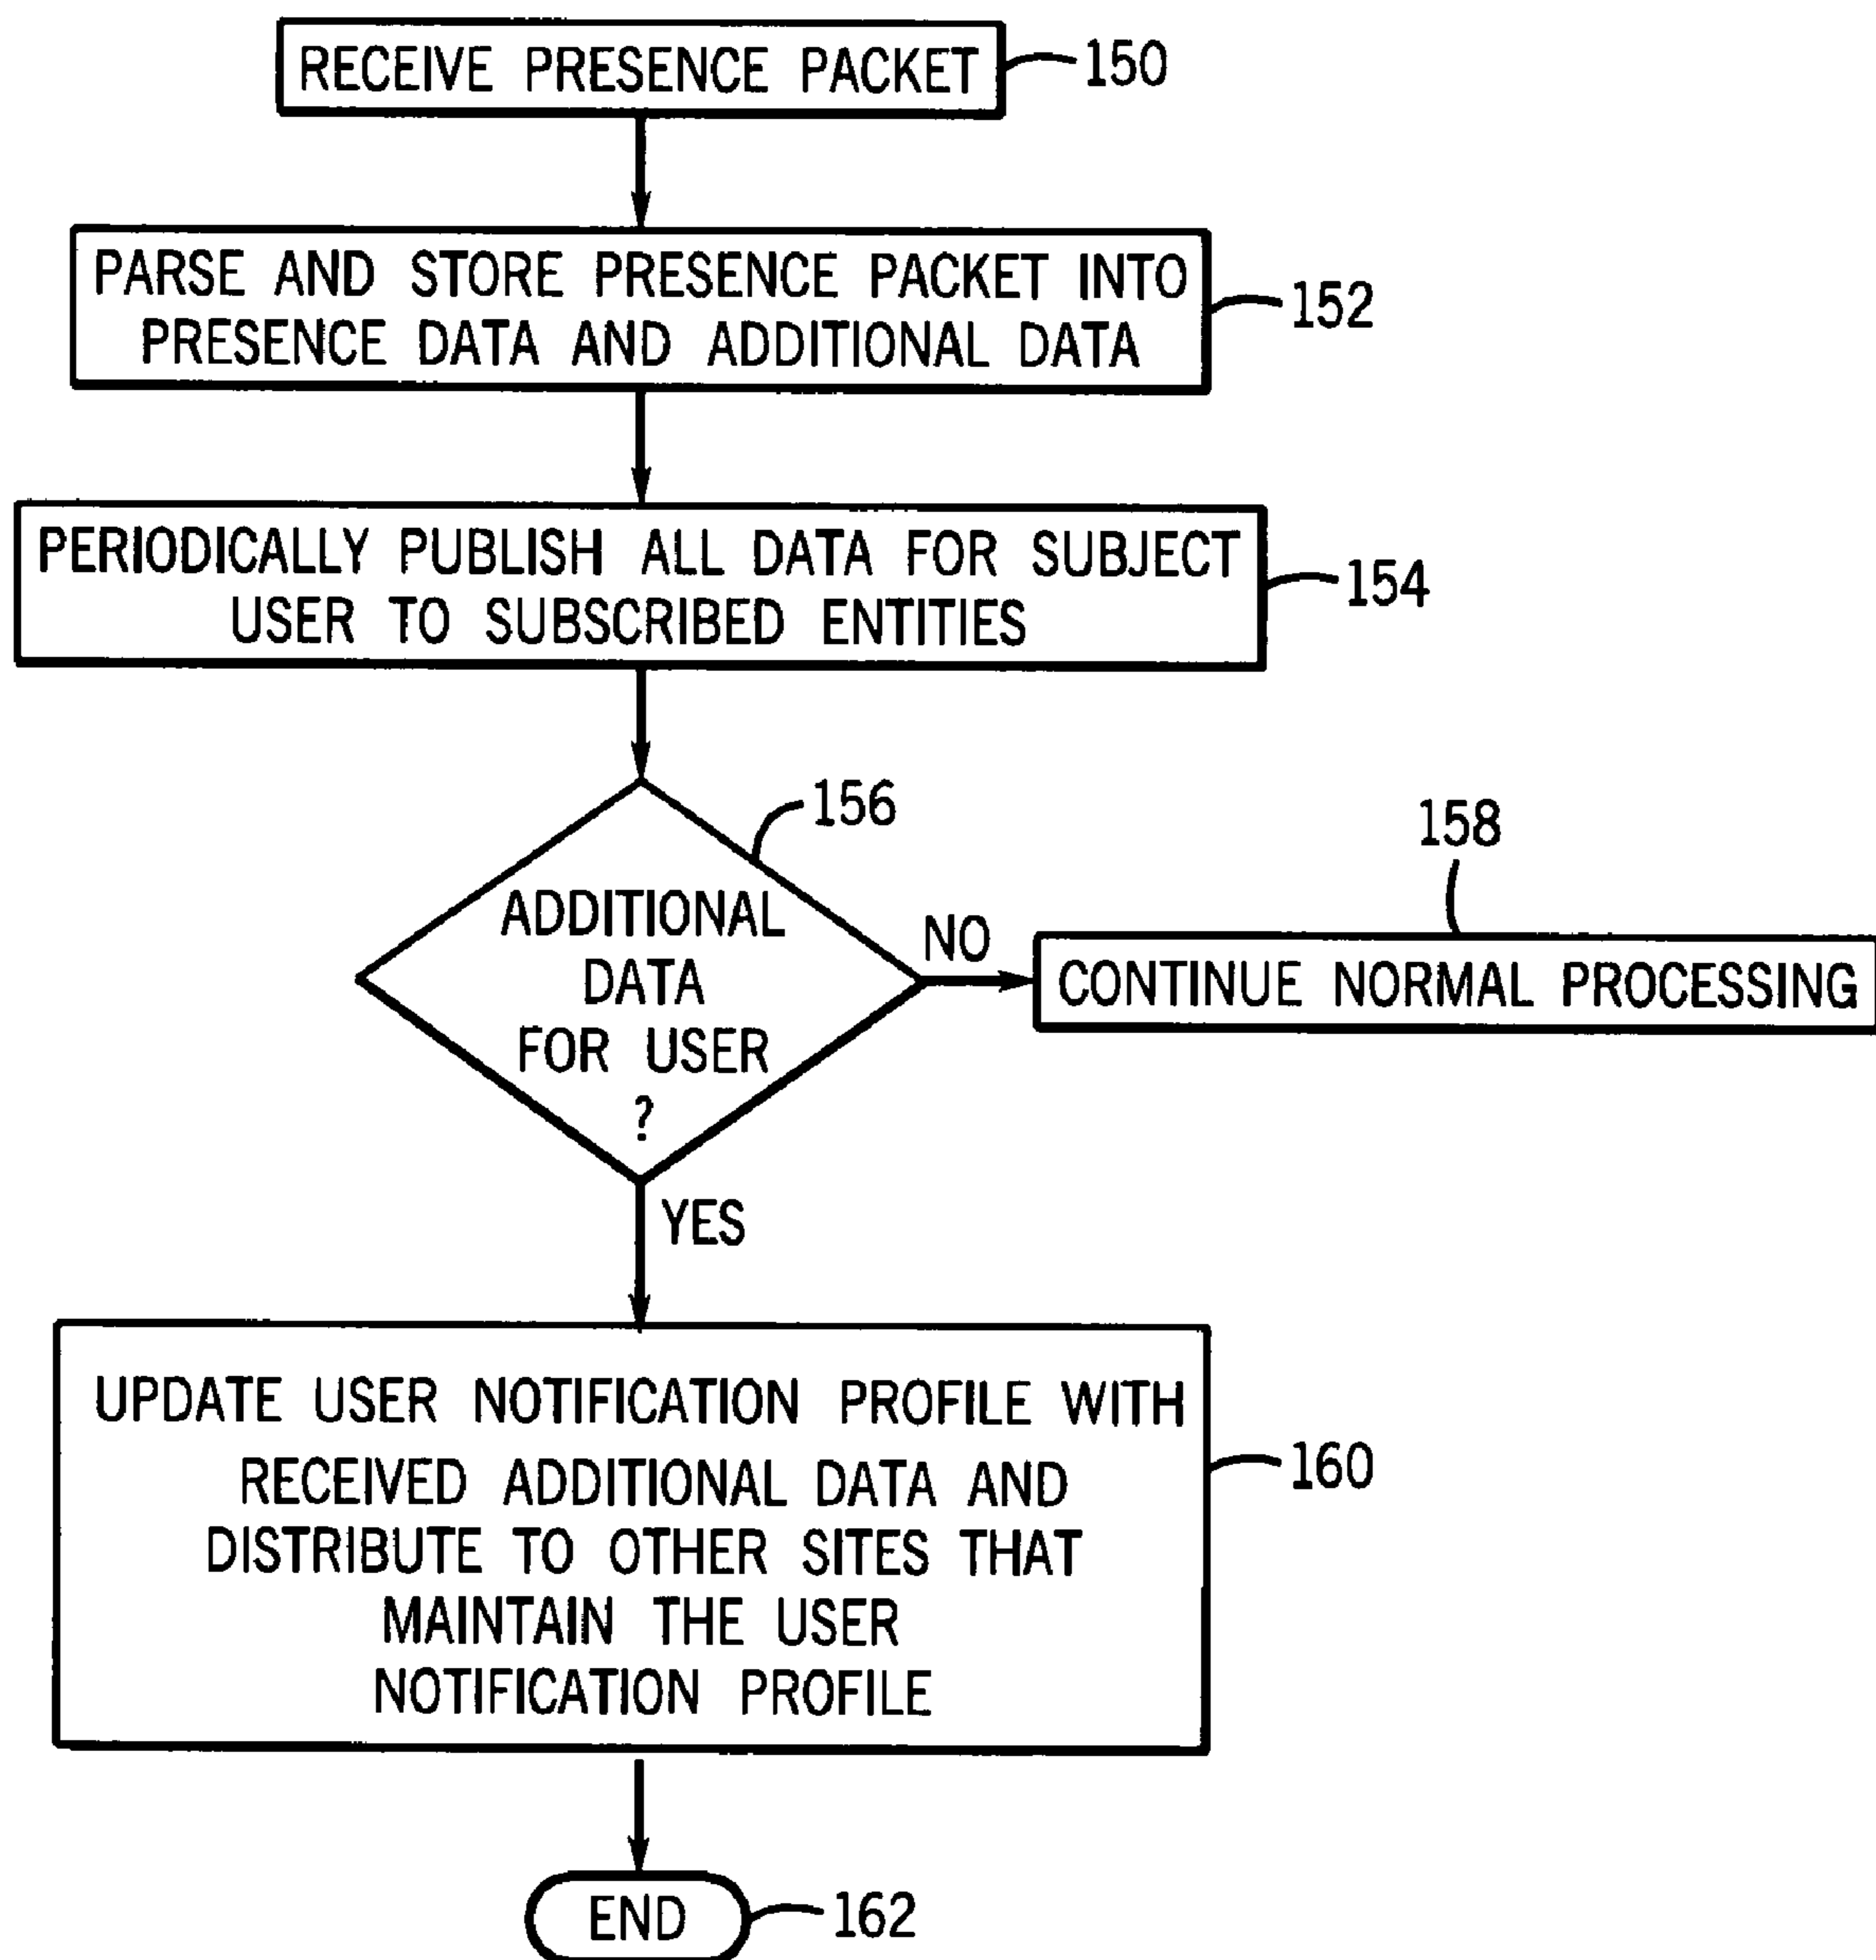 RECEIVE PRESENCE PACKET
150
PARSE AND STORE PRESENCE PACKET INTO
PRESENCE DATA AND ADDITIONAL DATA
152
PERIODICALLY PUBLISH ALL DATA FOR SUBJECT
USER TO SUBSCRIBED ENTITIES
154
156
ADDITIONAL
DATA
FOR USER
?
NO
158
CONTINUE NORMAL PROCESSING
YES
UPDATE USER NOTIFICATION PROFILE WITH
RECEIVED ADDITIONAL DATA AND
DISTRIBUTE TO OTHER SITES THAT
MAINTAIN THE USER
NOTIFICATION PROFILE
160
END
162